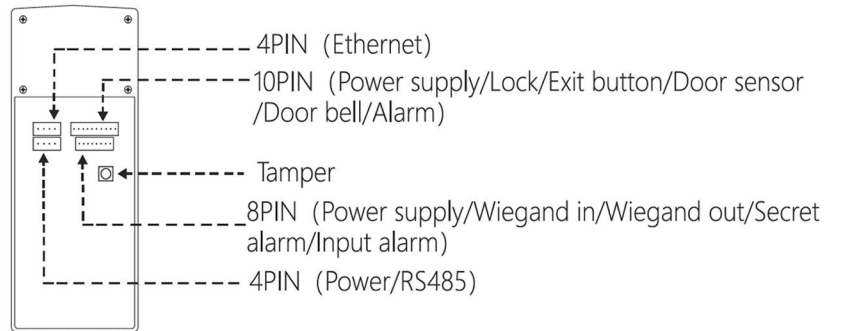 4PIN (Ethernet)
10PIN (Power supply/Lock/Exit button/Door sensor
/Door bell/Alarm)
Tamper
8PIN (Power supply/Wiegand in/Wiegand out/Secret
alarm/Input alarm)
4PIN (Power/RS485)